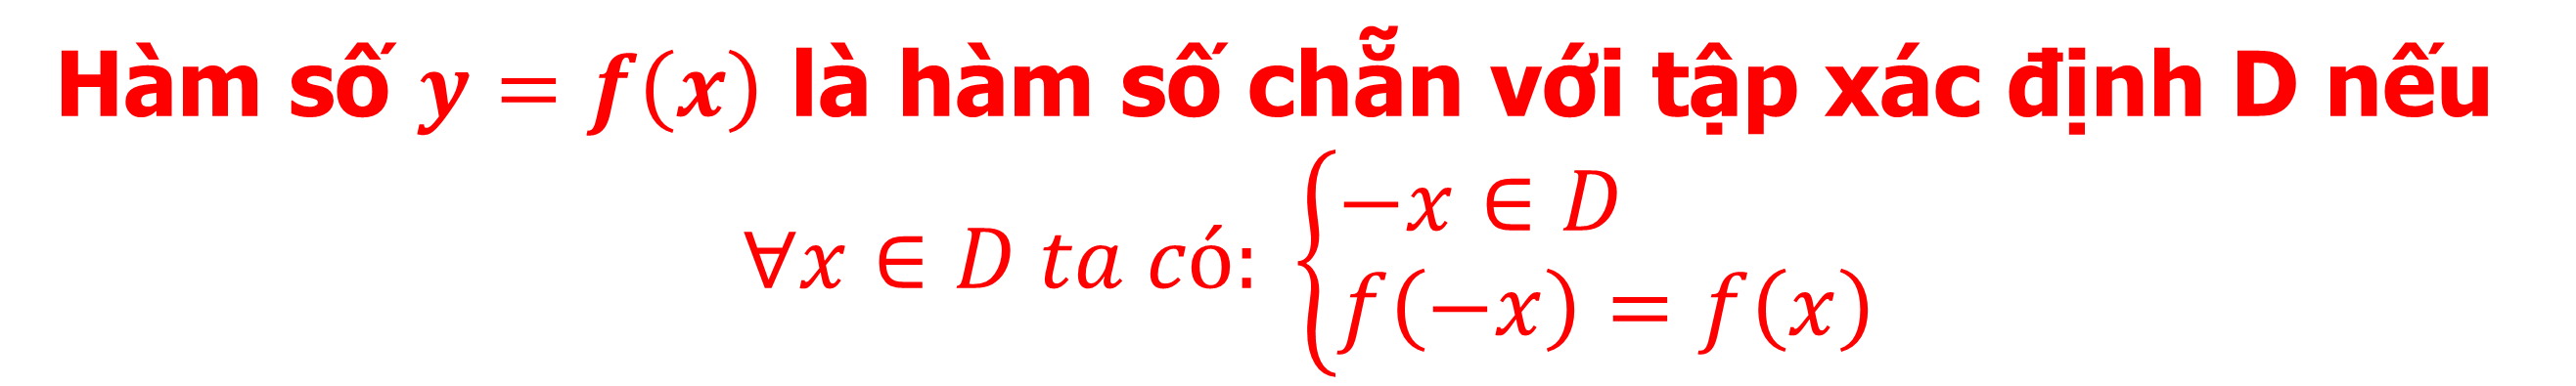 Hàm số y = f(x) là hàm số chẵn với tập xác định D nếu
∀x ∈ D ta có: { −x ∈ D
f(−x) = f(x)